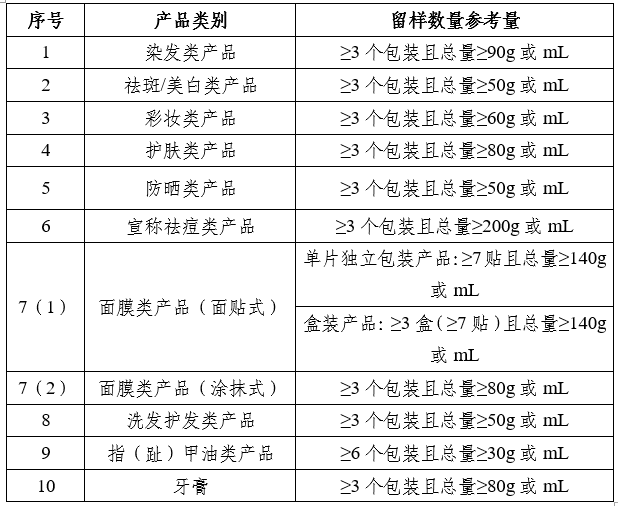 序号 产品类别 留样数量参考量
1 染发类产品 ≥3 个包装且总量≥90g 或 mL
2 祛斑/美白类产品 ≥3 个包装且总量≥50g 或 mL
3 彩妆类产品 ≥3 个包装且总量≥60g 或 mL
4 护肤类产品 ≥3 个包装且总量≥80g 或 mL
5 防晒类产品 ≥3 个包装且总量≥50g 或 mL
6 宣称祛痘类产品 ≥3 个包装且总量≥200g 或 mL
7（1） 面膜类产品（面贴式） 单片独立包装产品：≥7 贴且总量≥140g
或 mL
盒装产品：≥3 盒（≥7 贴）且总量≥140g
或 mL
7（2） 面膜类产品（涂抹式） ≥3 个包装且总量≥80g 或 mL
8 洗发护发类产品 ≥3 个包装且总量≥50g 或 mL
9 指（趾）甲油类产品 ≥6 个包装且总量≥30g 或 mL
10 牙膏 ≥3 个包装且总量≥80g 或 mL